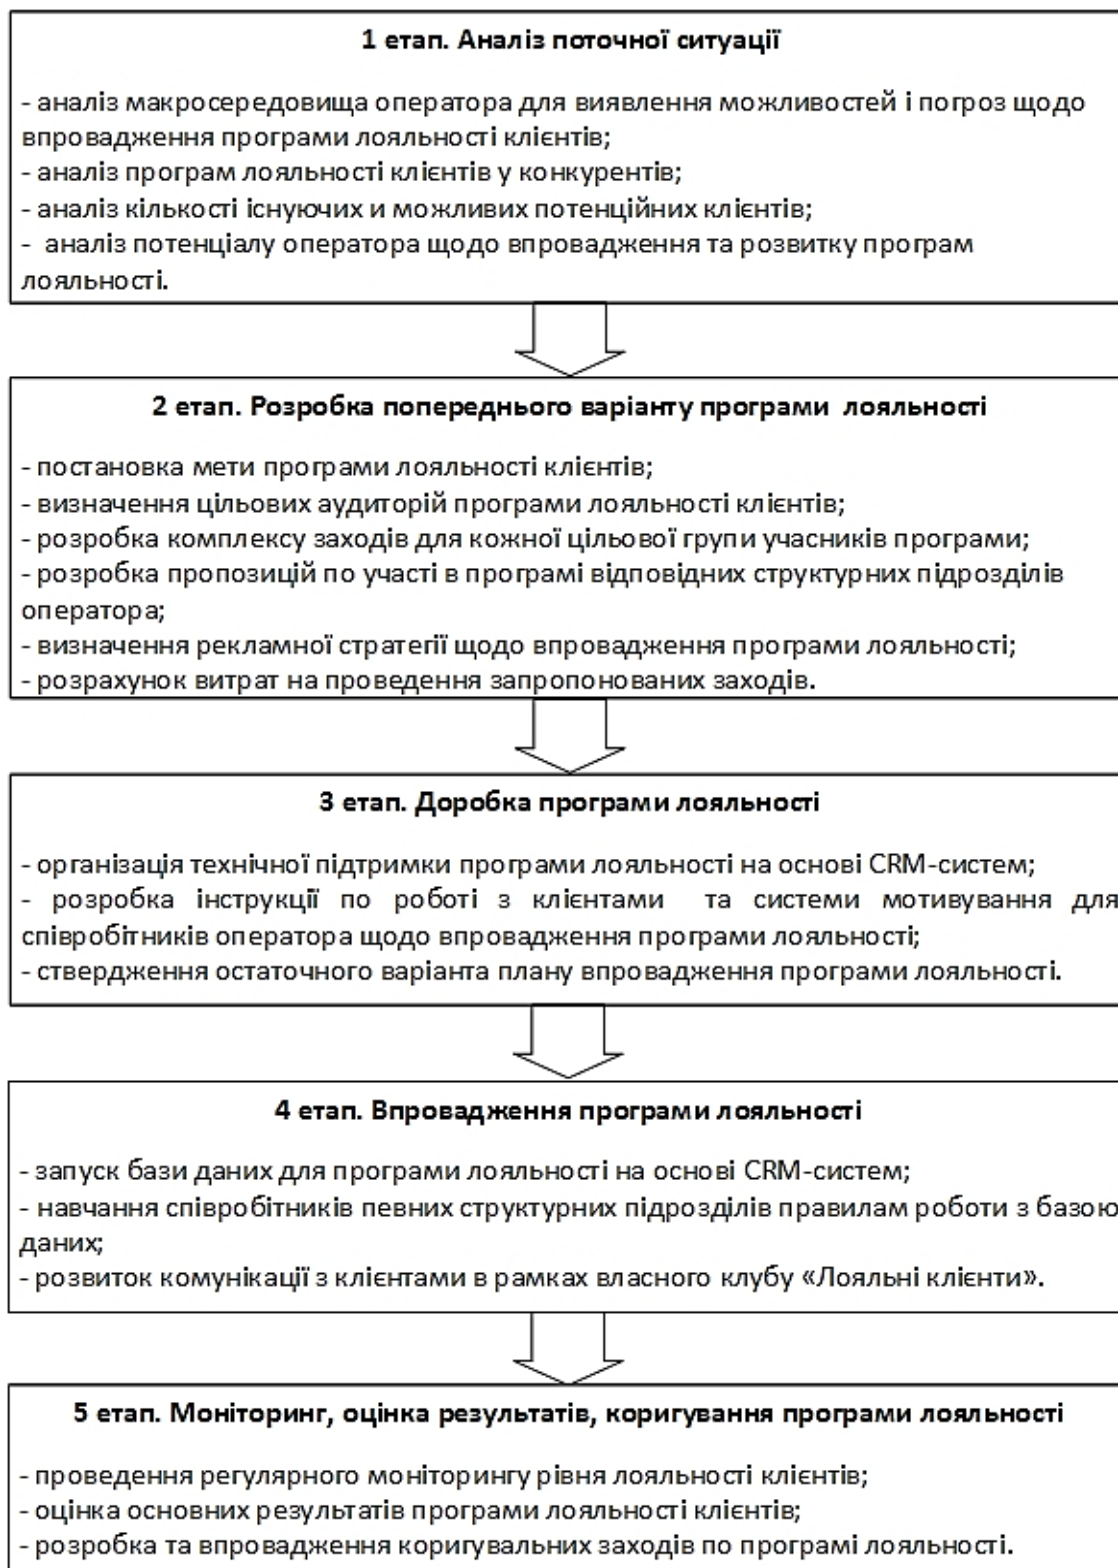 1 етап. Аналіз поточної ситуації
- аналіз макросередовища оператора для виявлення можливостей і погроз щодо
впровадження програми лояльності клієнтів;
- аналіз програм лояльності клієнтів у конкурентів;
- аналіз кількості існуючих и можливих потенційних клієнтів;
- аналіз потенціалу оператора щодо впровадження та розвитку програм
лояльності.
2 етап. Розробка попереднього варіанту програми лояльності
- постановка мети програми лояльності клієнтів;
- визначення цільових аудиторій програми лояльності клієнтів;
- розробка комплексу заходів для кожної цільової групи учасників програми;
- розробка пропозицій по участі в програмі відповідних структурних підрозділів
оператора;
- визначення рекламної стратегії щодо впровадження програми лояльності;
- розрахунок витрат на проведення запропонованих заходів.
3 етап. Доробка програми лояльності
- організація технічної підтримки програми лояльності на основі CRM-систем;
- розробка інструкції по роботі з клієнтами та системи мотивування для
співробітників оператора щодо впровадження програми лояльності;
- ствердження остаточного варіанта плану впровадження програми лояльності.
4 етап. Впровадження програми лояльності
- запуск бази даних для програми лояльності на основі CRM-систем;
- навчання співробітників певних структурних підрозділів правилам роботи з базою
даних;
- розвиток комунікації з клієнтами в рамках власного клубу «Лояльні клієнти».
5 етап. Моніторинг, оцінка результатів, коригування програми лояльності
- проведення регулярного моніторингу рівня лояльності клієнтів;
- оцінка основних результатів програми лояльності клієнтів;
- розробка та впровадження коригувальних заходів по програмі лояльності.